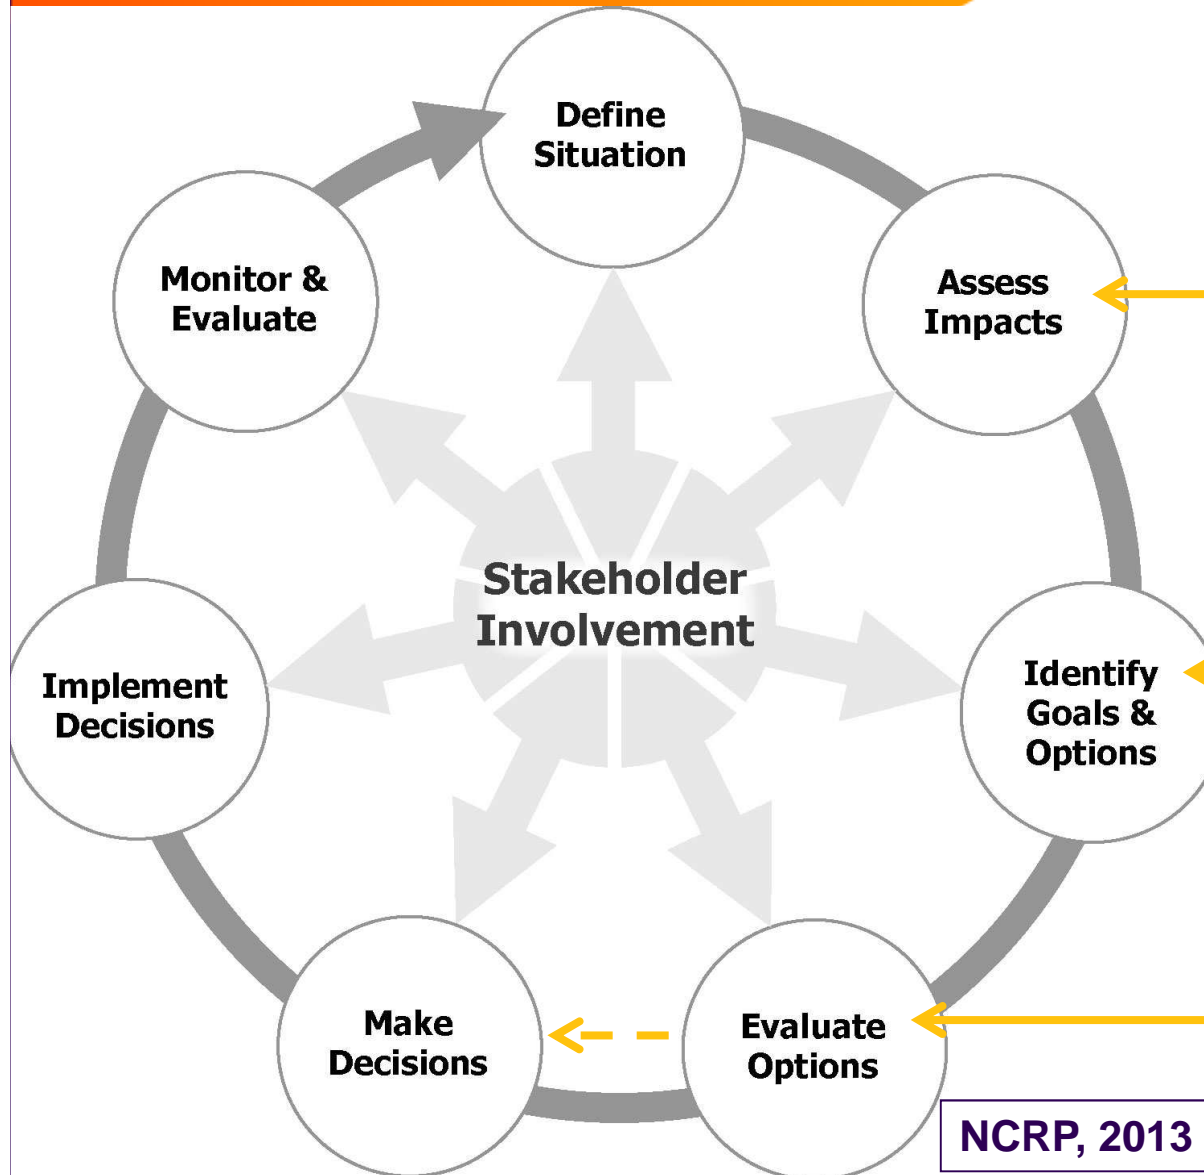 Define
Situation
Assess
Impacts
Identify
Goals &
Options
Evaluate
Options
Make
Decisions
Implement
Decisions
Monitor &
Evaluate
Stakeholder
Involvement
NCRP, 2013